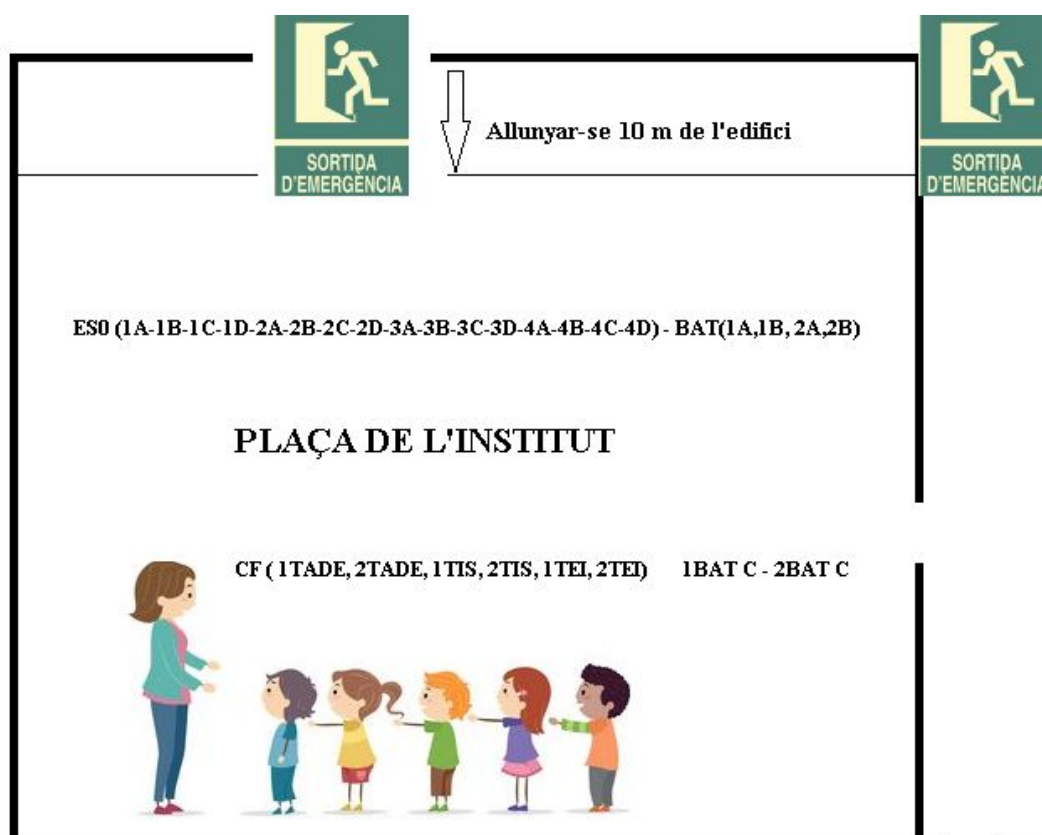 SORTIDA
D'EMERGÈNCIA
SORTIDA
D'EMERGÈNCIA
Allunyar-se 10 m de l'edifici
ES0 (1A-1B-1C-1D-2A-2B-2C-2D-3A-3B-3C-3D-4A-4B-4C-4D) - BAT(1A,1B, 2A,2B)
PLAÇA DE L'INSTITUT
CF ( 1TADE, 2TADE, 1TIS, 2TIS, 1TEI, 2TEI) 1BAT C - 2BAT C